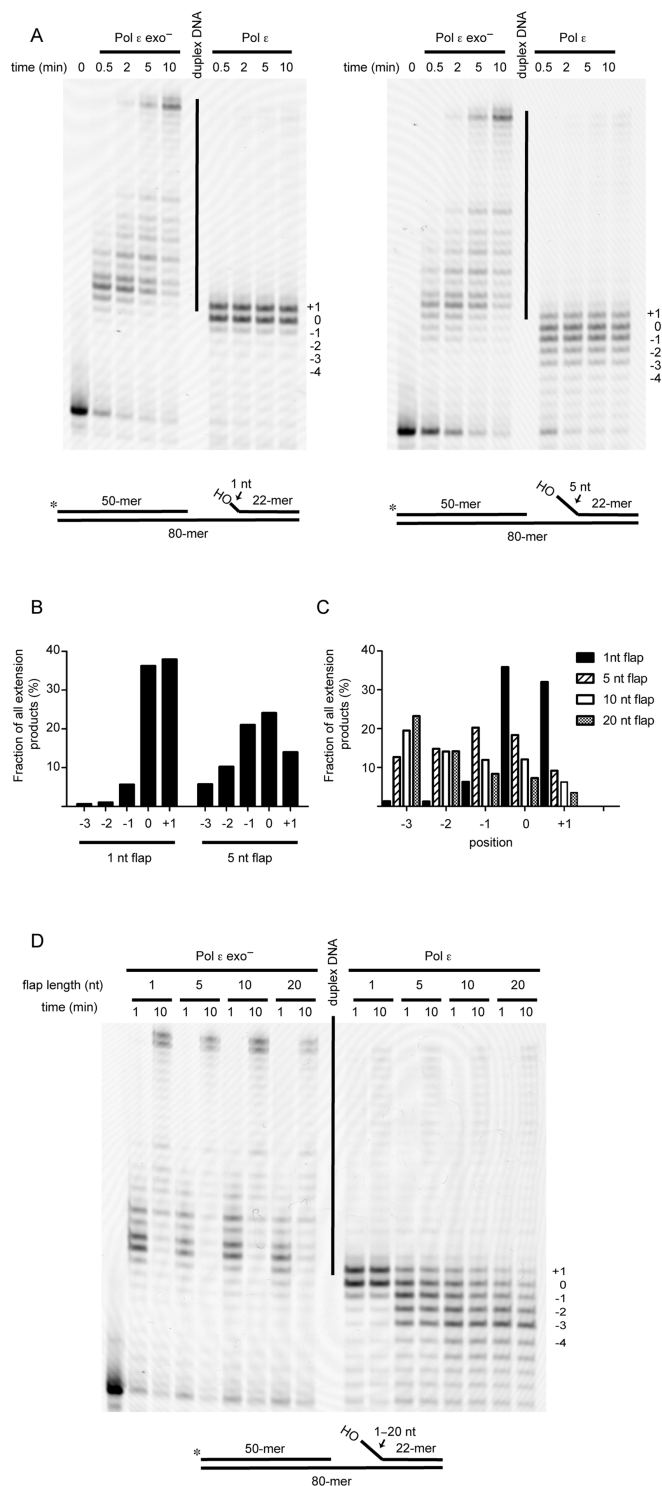 A
Pol ε exo⁻
duplex DNA
Pol ε
time (min) 0 0.5 2 5 10 0.5 2 5 10
+1
0
-1
-2
-3
-4
*
50-mer
HO
1 nt
22-mer
80-mer
Pol ε exo⁻
duplex DNA
Pol ε
time (min) 0 0.5 2 5 10 0.5 2 5 10
+1
0
-1
-2
-3
-4
*
50-mer
HO
5 nt
22-mer
80-mer
B
Fraction of all extension
products (%)
40
30
20
10
-3 -2 -1 0 +1 -3 -2 -1 0 +1
1 nt flap 5 nt flap
C
Fraction of all extension
products (%)
40
30
20
10
-3 -2 -1 0 +1
position
1nt flap
5 nt flap
10 nt flap
20 nt flap
D
Pol ε exo⁻
duplex DNA
Pol ε
flap length (nt) 1 5 10 20 1 5 10 20
time (min) 1 10 1 10 1 10 1 10 1 10 1 10 1 10 1 10
+1
0
-1
-2
-3
-4
*
50-mer
HO
1–20 nt
22-mer
80-mer